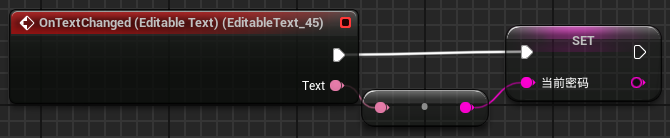 OnTextChanged (Editable Text) (EditableText_45)
SET
Text
当前密码